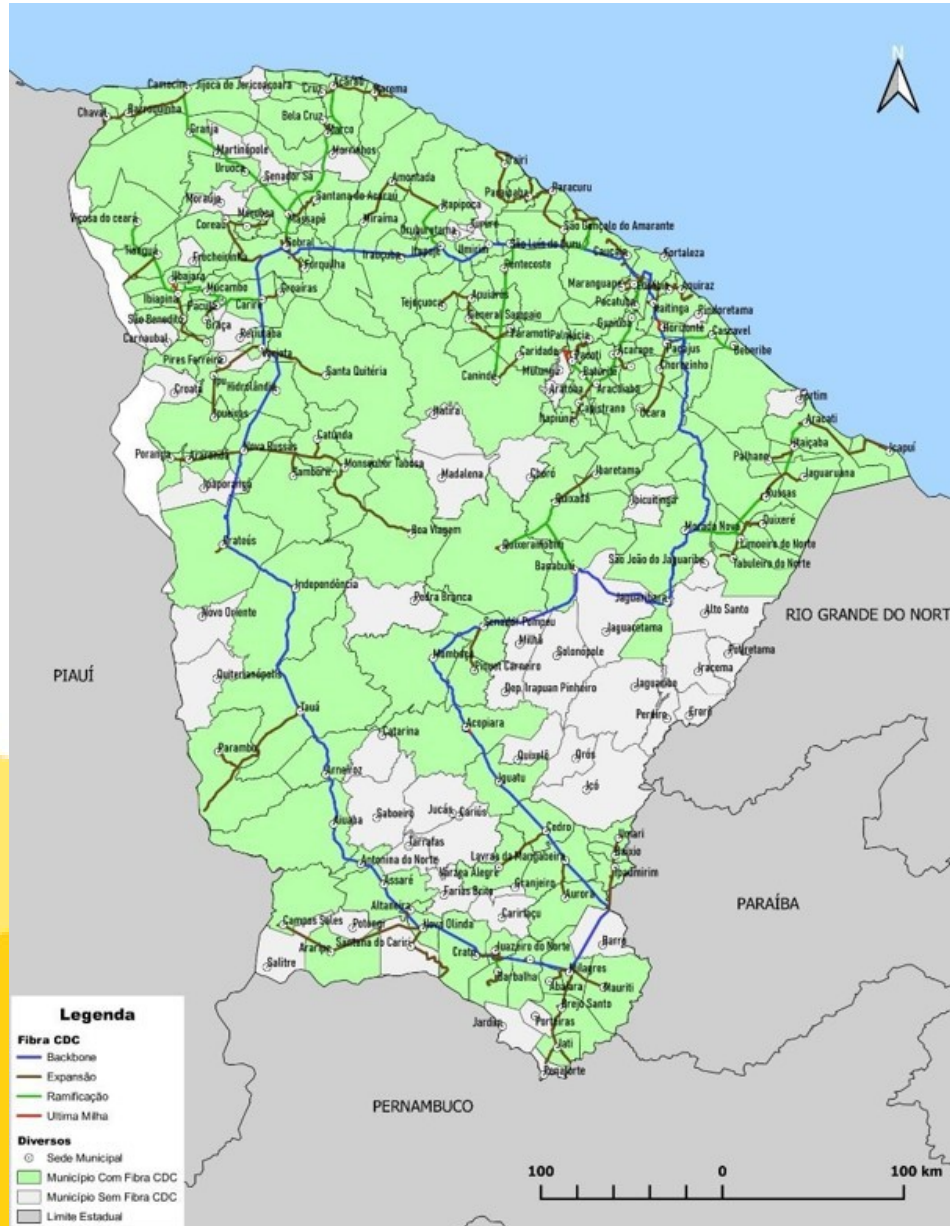 N
Camocim
Jijoca de Jericoacoara
Cruz
Acaraú
Itarema
Chaval
Barroquinha
Bela Cruz
Granja
Marco
Martinópole
Morrinhos
Uruoca
Senador Sá
Trairi
Amontada
Paraipaba
Paracuru
Moraújo
Santana do Acaraú
Itapipoca
Viçosa do ceará
Massapê
Coreaú
Miraíma
Uruburetama
São Gonçalo do Amarante
Tianguá
Frecheirinha
Sobral
Irauçuba
Itapajé
Umirim
São Luis do Curu
Caucaia
Fortaleza
Forquilha
Pentecoste
Ubajara
Ibiapina
Mucambo
Cariré
Groaíras
Tejuçuoca
Apuiarés
Maranguape
Aquiraz
Pacatuba
Itaitinga
Pindoretama
São Benedito
Graça
General Sampaio
Guaiúba
Horizonte
Cascavel
Carnaubal
Reriutaba
Paramoti
Palmácia
Pacajus
Beberibe
Pires Ferreira
Varjota
Caridade
Pacoti
Acarape
Chorozinho
Croatá
Ipu
Hidrolândia
Santa Quitéria
Canindé
Mulungu
Baturité
Aratuba
Aracoiaba
Ipueiras
Itatira
Capistrano
Itapiúna
Ocara
Fortim
Aracati
Poranga
Ararendá
Nova Russas
Catunda
Monsenhor Tabosa
Tamboril
Madalena
Choró
Ibaretama
Palhano
Itaiçaba
Icapuí
Ipaporanga
Quixadá
Ibicuitinga
Jaguaruana
Russas
Crateús
Boa Viagem
Quixeramobim
Morada Nova
Quixeré
Limoeiro do Norte
Banabuiú
São João do Jaguaribe
Tabuleiro do Norte
Independência
Pedra Branca
Jaguaribara
Alto Santo
RIO GRANDE DO NORT
Novo Oriente
Senador Pompeu
Milhã
Jaguaretama
Solonópole
Potiretama
PIAUÍ
Quiterianópolis
Mombaça
Piquet Carneiro
Dep. Irapuan Pinheiro
Iracema
Jaguaribe
Pereiro
Ererê
Tauá
Catarina
Acopiara
Parambu
Arneiroz
Quixelô
Orós
Iguatu
Icó
Saboeiro
Jucás
Cariús
Aiuaba
Tarrafas
Cedro
Umari
Baixio
Antonina do Norte
Lavras da Mangabeira
Ipaumirim
Assaré
Várzea Alegre
Farias Brito
Granjeiro
Aurora
PARAÍBA
Altaneira
Campos Sales
Potengi
Nova Olinda
Caririaçu
Barro
Araripe
Santana do Cariri
Crato
Juazeiro do Norte
Salitre
Milagres
Barbalha
Abaiara
Mauriti
Brejo Santo
Jardim
Porteiras
Jati
Penaforte
PERNAMBUCO
Legenda
Fibra CDC
Backbone
Expansão
Ramificação
Ultima Milha
Diversos
Sede Municipal
Município Com Fibra CDC
Município Sem Fibra CDC
Limite Estadual
100 0 100 km